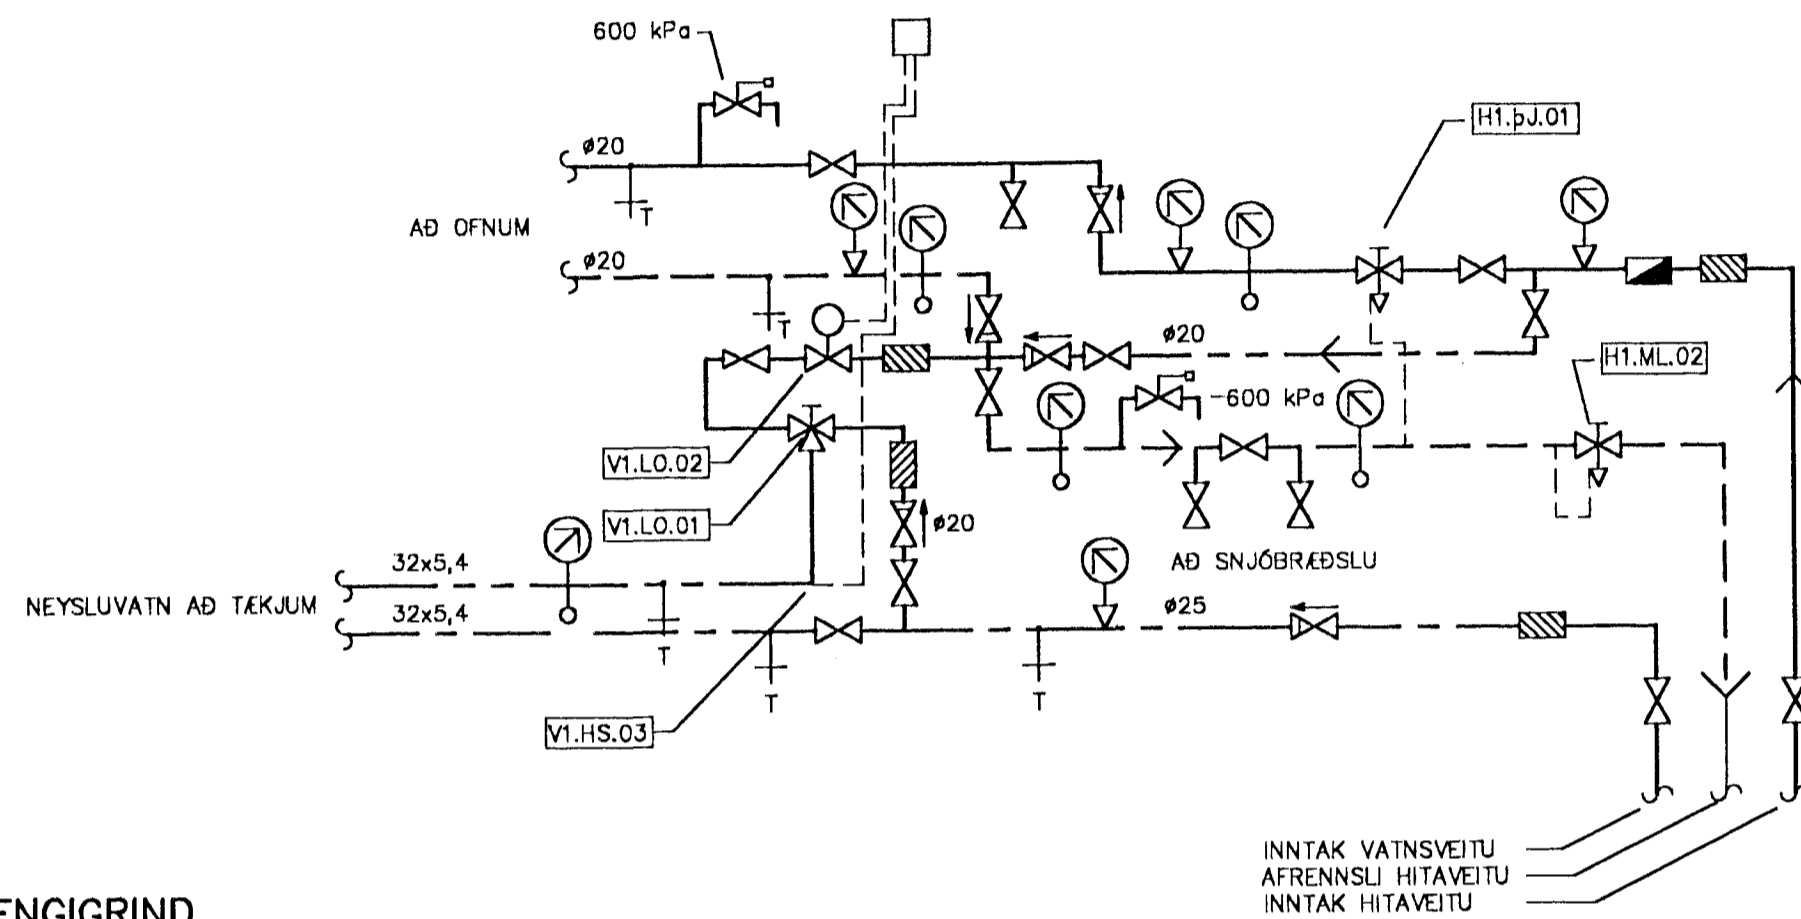 600 kPa
H1.þJ.01
ø20
T
AÐ OFNUM
ø20
T
ø20
H1.ML.02
-600 kPa
V1.LO.02
V1.LO.01
ø20
AÐ SNJÓBRÆÐSLU
32x5,4
NEYSLUVATN AÐ TÆKJUM
32x5,4
ø25
T
T
T
V1.HS.03
INNTAK VATNSVEITU
AFRENNSLI HITAVEITU
INNTAK HITAVEITU
ENGIGRIND